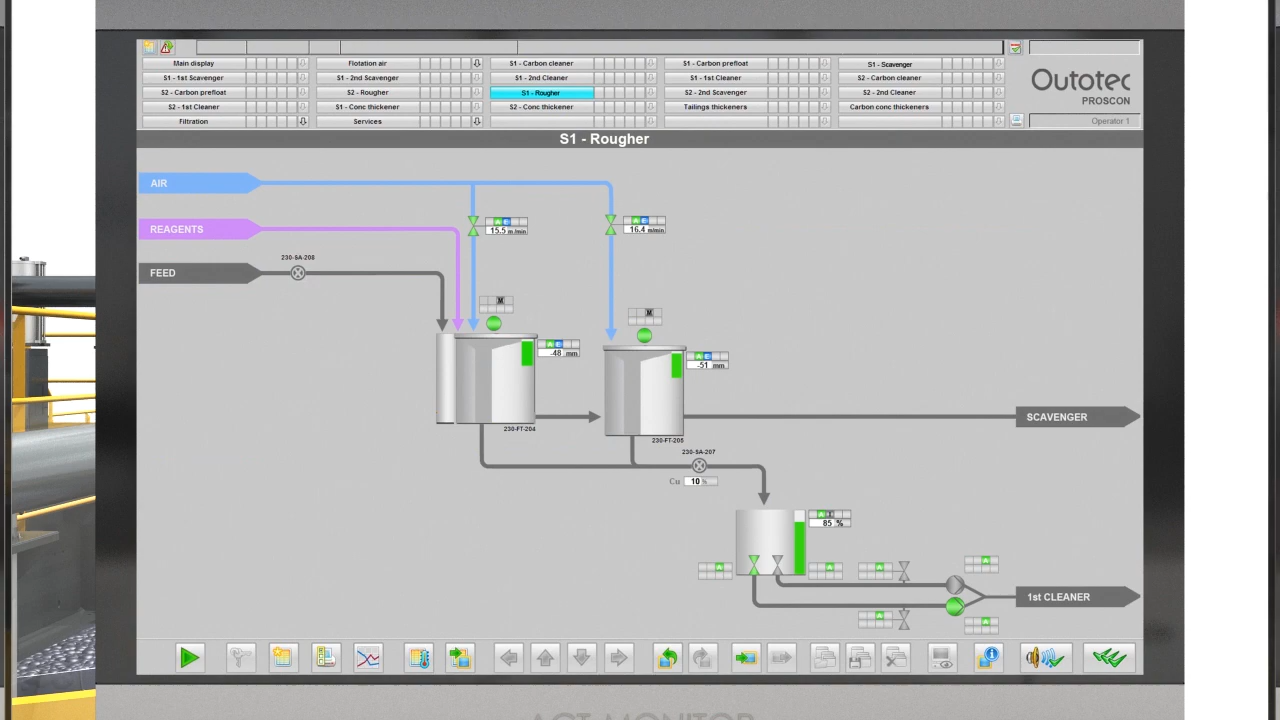 Main display
Flotation air
S1 - Carbon cleaner
S1 - Carbon prefloat
S1 - Scavenger
S1 - 1st Scavenger
S1 - 2nd Scavenger
S1 - 2nd Cleaner
S1 - 1st Cleaner
S2 - Carbon cleaner
S2 - Carbon prefloat
S2 - Rougher
S1 - Rougher
S2 - 2nd Scavenger
S2 - 2nd Cleaner
S2 - 1st Cleaner
S1 - Conc thickener
S2 - Conc thickener
Tailings thickeners
Carbon conc thickeners
Filtration
Services
Outotec
PROSCON
Operator 1
S1 - Rougher
AIR
REAGENTS
A E
15.5 m/min
A E
16.4 m/min
230-SA-208
FEED
M
M
A E
-48 mm
A E
-51 mm
SCAVENGER
230-FT-204
230-FT-205
230-SA-207
Cu 10 %
A I
85 %
A
A
A
A
1st CLEANER
A
A
ACT MONITOR